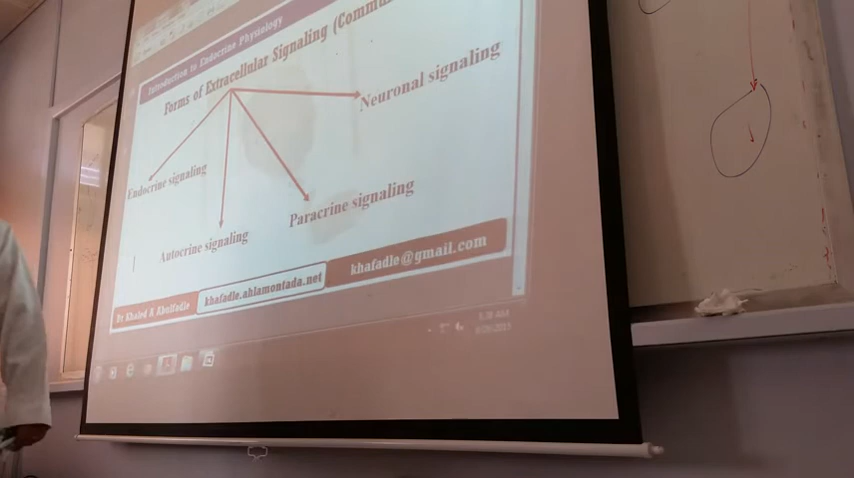 Introduction to Endocrine Physiology
Forms of Extracellular Signaling (Commu
Neuronal signaling
Endocrine signaling
Paracrine signaling
Autocrine signaling
Dr Khaled A Abulfadle
khafadle.ahlamontada.net
khafadle@gmail.com